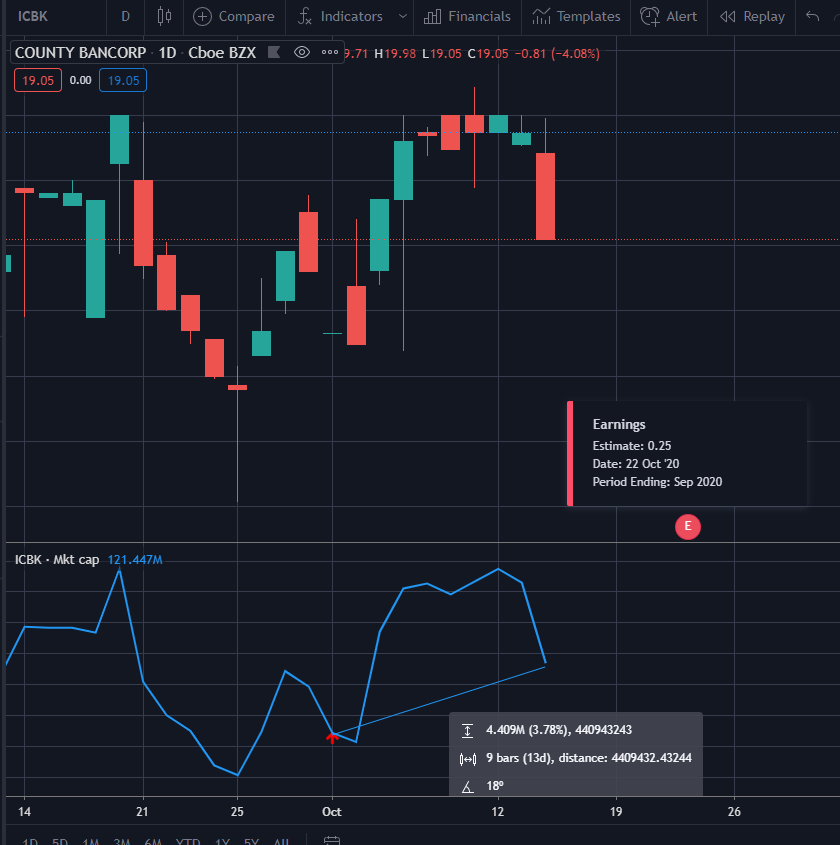 ICBK D Compare Indicators Financials Templates Alert Replay
COUNTY BANCORP · 1D · Cboe BZX 9.71 H19.98 L19.05 C19.05 −0.81 (−4.08%)
19.05 0.00 19.05
Earnings
Estimate: 0.25
Date: 22 Oct '20
Period Ending: Sep 2020
E
ICBK · Mkt cap 121.447M
4.409M (3.78%), 440943243
9 bars (13d), distance: 4409432.43244
18º
14 21 25 Oct 12 19 26
1D 5D 1M 3M 6M YTD 1Y 5Y All